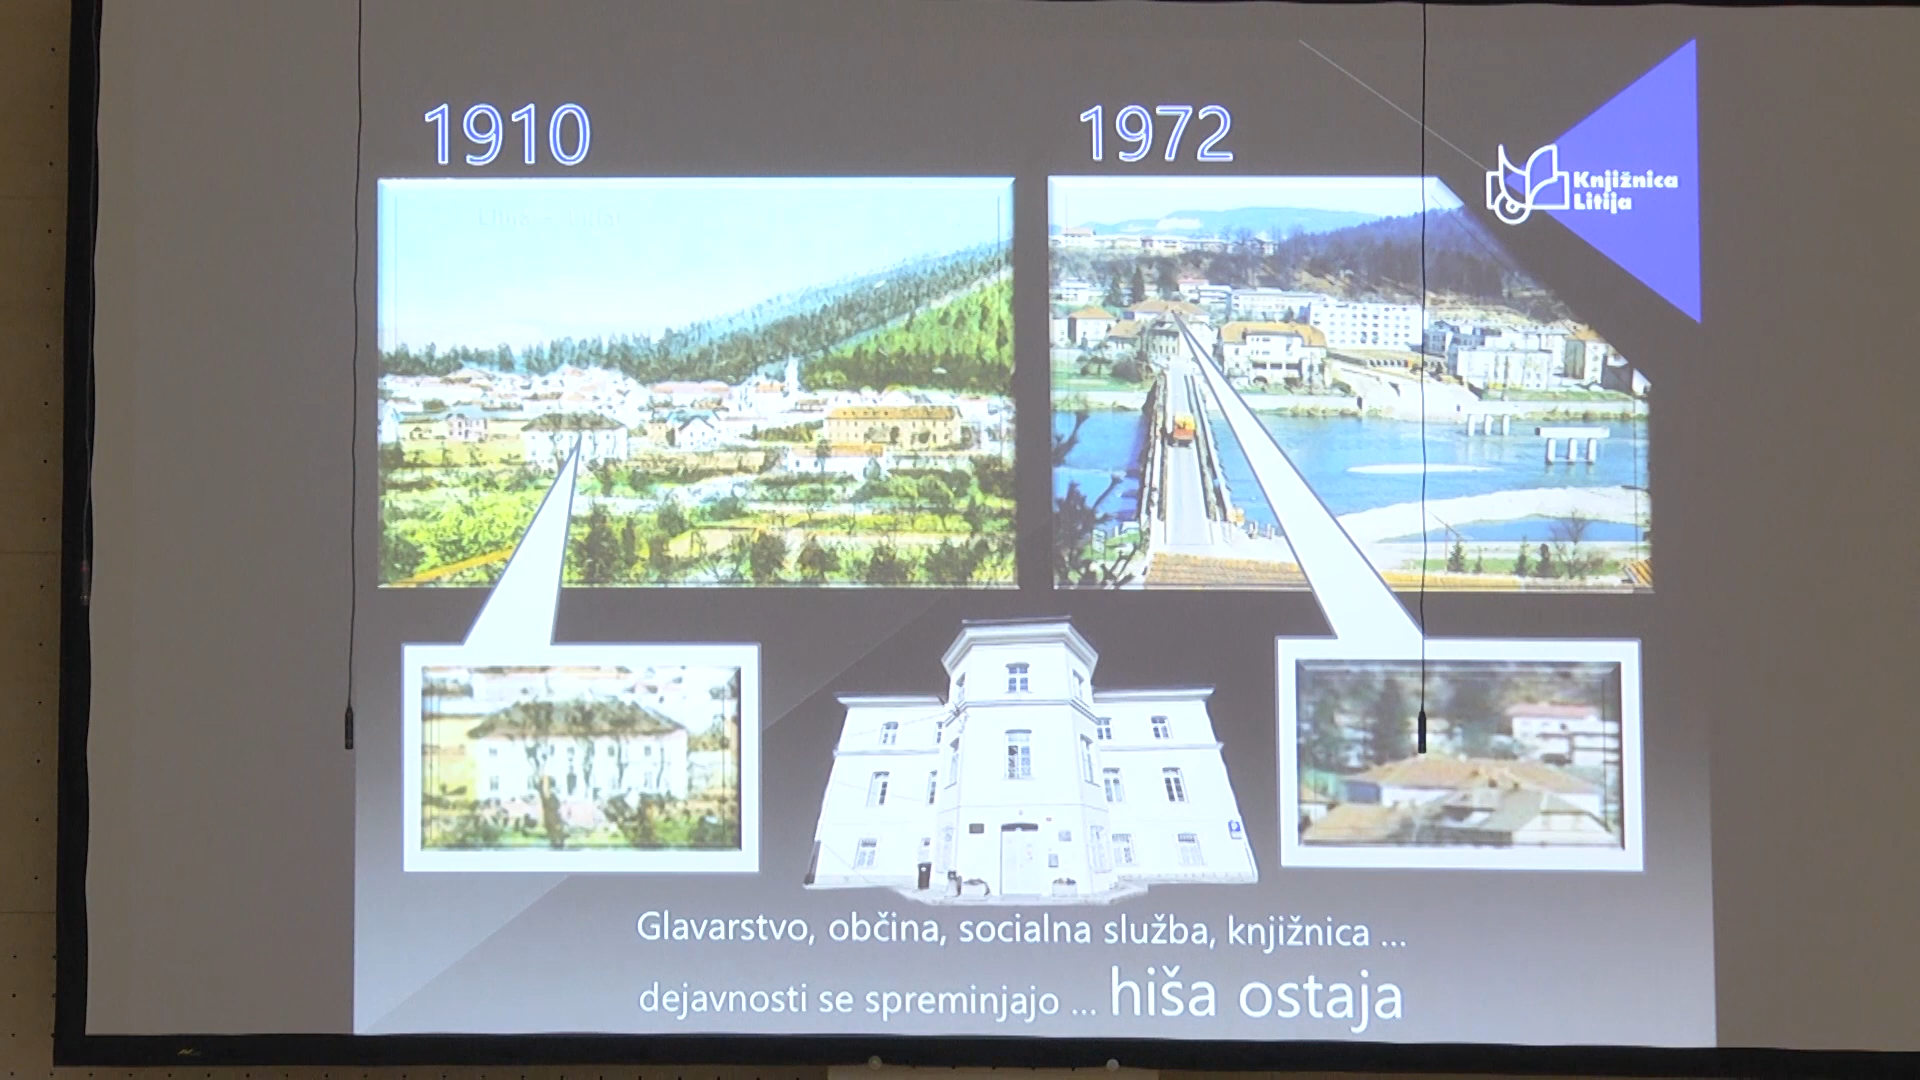 1910
1972
Knjižnica
Litija
Glavarstvo, občina, socialna služba, knjižnica ...
dejavnosti se spreminjajo ... hiša ostaja